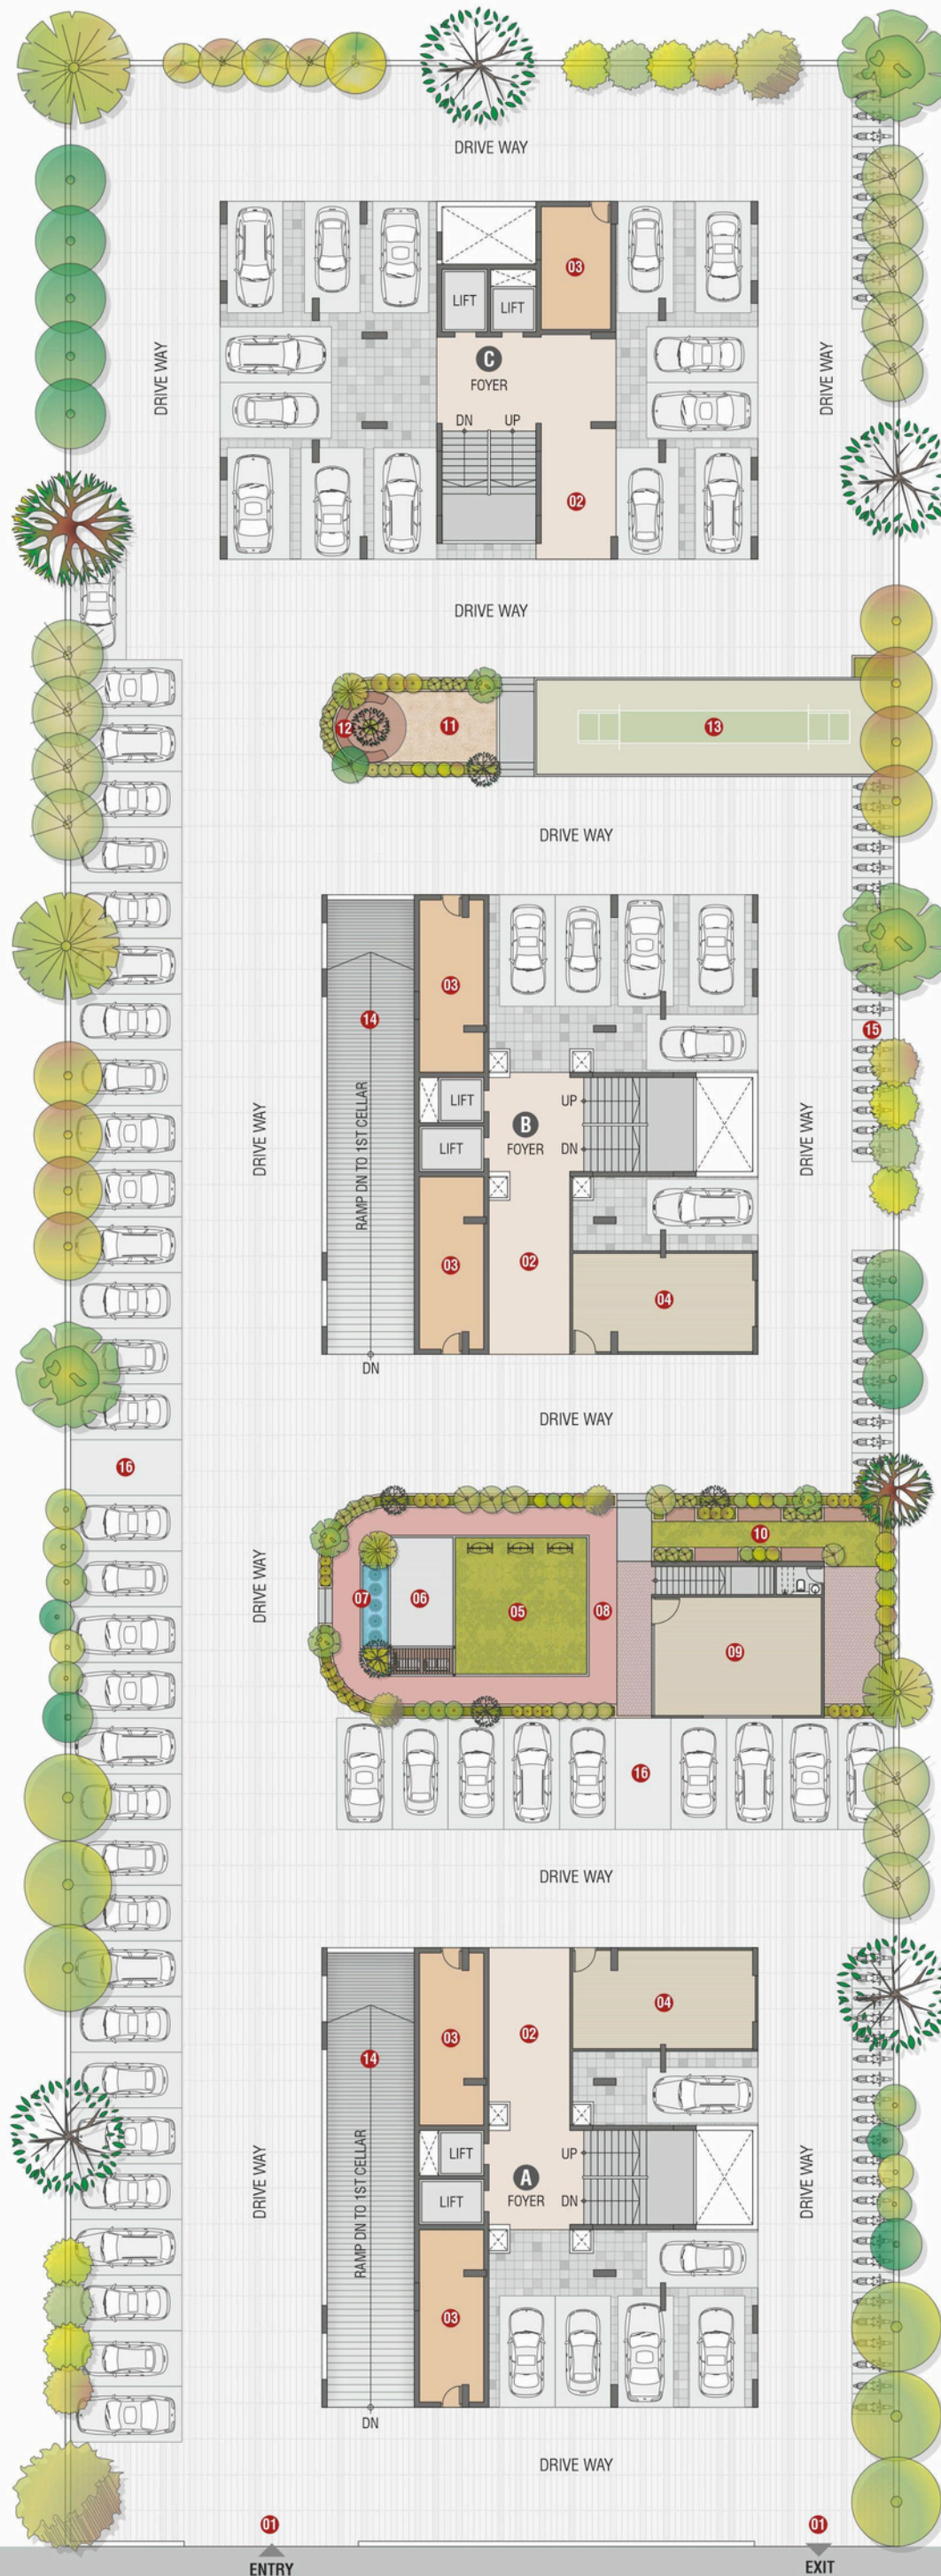 DRIVE WAY
03
LIFT
LIFT
C
FOYER
DRIVE WAY
DRIVE WAY
DN UP
02
DRIVE WAY
12
11
13
DRIVE WAY
03
14
15
RAMP DN TO 1ST CELLAR
LIFT
UP
B
FOYER
DN
LIFT
DRIVE WAY
DRIVE WAY
03
02
04
DN
DRIVE WAY
16
10
DRIVE WAY
07
06
05
08
09
16
DRIVE WAY
03
02
04
14
RAMP DN TO 1ST CELLAR
LIFT
UP
A
FOYER
DN
LIFT
DRIVE WAY
DRIVE WAY
03
DN
DRIVE WAY
01
01
ENTRY
EXIT